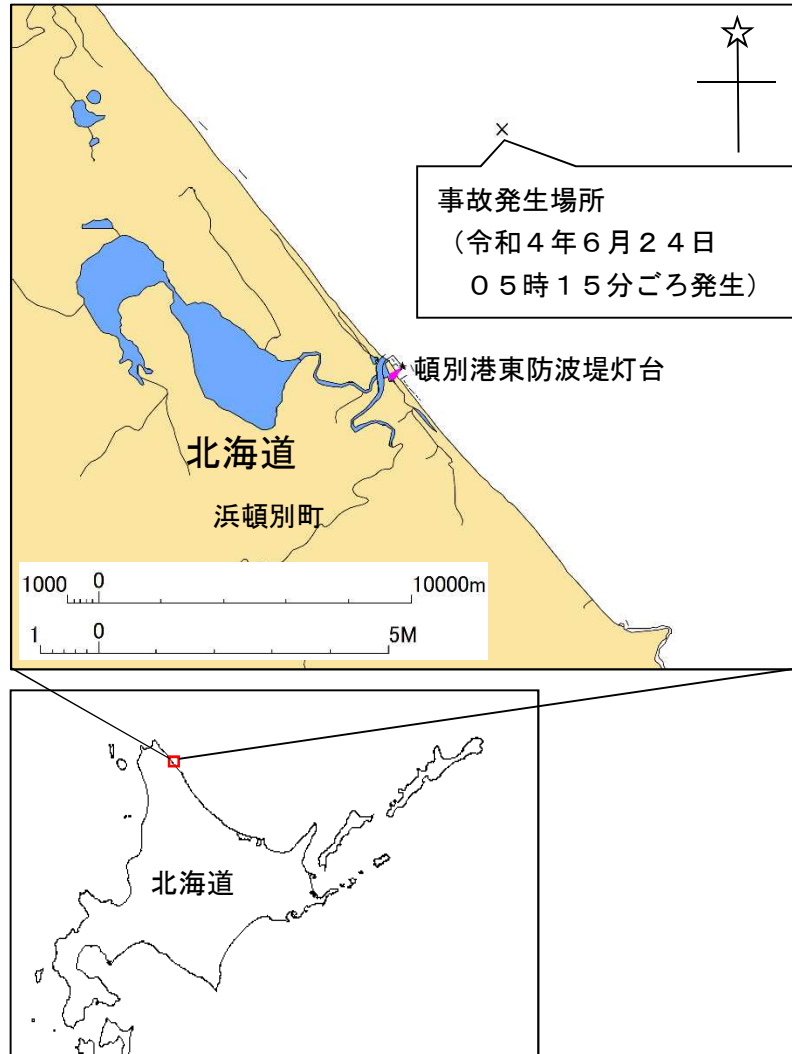 事故発生場所
（令和４年６月２４日
０５時１５分ごろ発生）
頓別港東防波堤灯台
北海道
浜頓別町
1000 0 10000m
1 0 5M
北海道